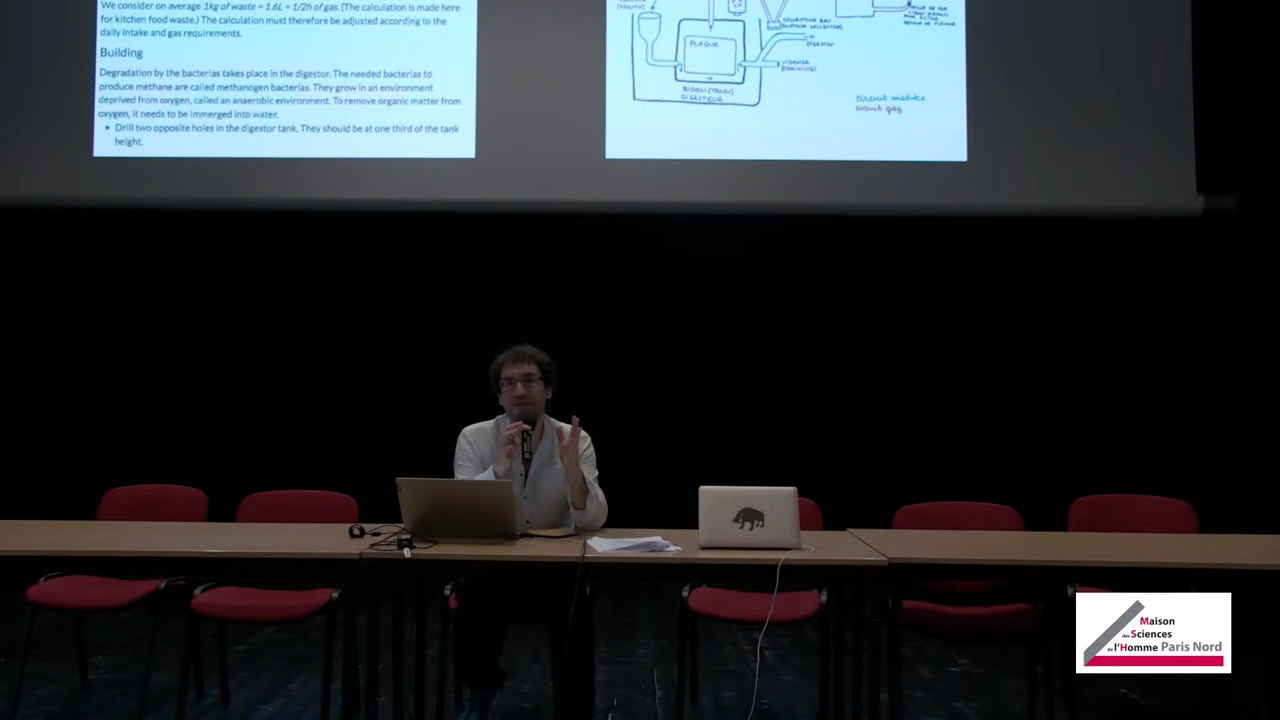 We consider on average 1kg of waste = 1.6L = 1/2h of gas. (The calculation is made here
for kitchen food waste.) The calculation must therefore be adjusted according to the
daily intake and gas requirements.
Building
Degradation by the bacterias takes place in the digestor. The needed bacterias to
produce methane are called methanogen bacterias. They grow in an environment
deprived from oxygen, called an anaerobic environment. To remove organic matter from
oxygen, it needs to be immerged into water.
• Drill two opposite holes in the digestor tank. They should be at one third of the tank
height.
PLAQUE
VIDANGE
(DRAINING)
BIDON (TANK)
DIGESTEUR
circuit matière
circuit gaz
Maison
des Sciences
de l'Homme Paris Nord